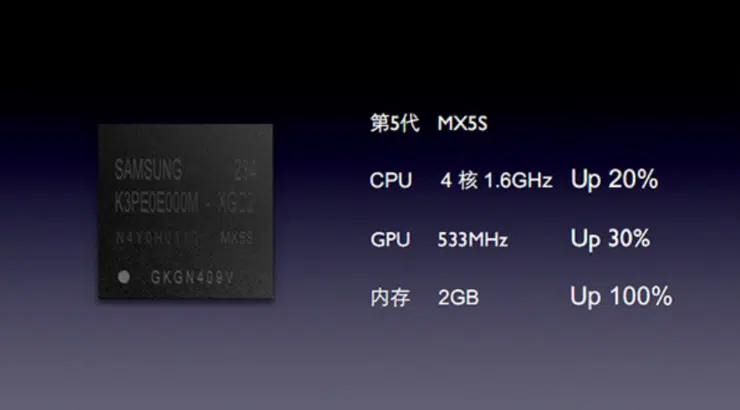 SAMSUNG 234
K3PE0E000M - XGC2
MX5S
GKGN409V
第5代 MX5S
CPU 4 核 1.6GHz Up 20%
GPU 533MHz Up 30%
内存 2GB Up 100%